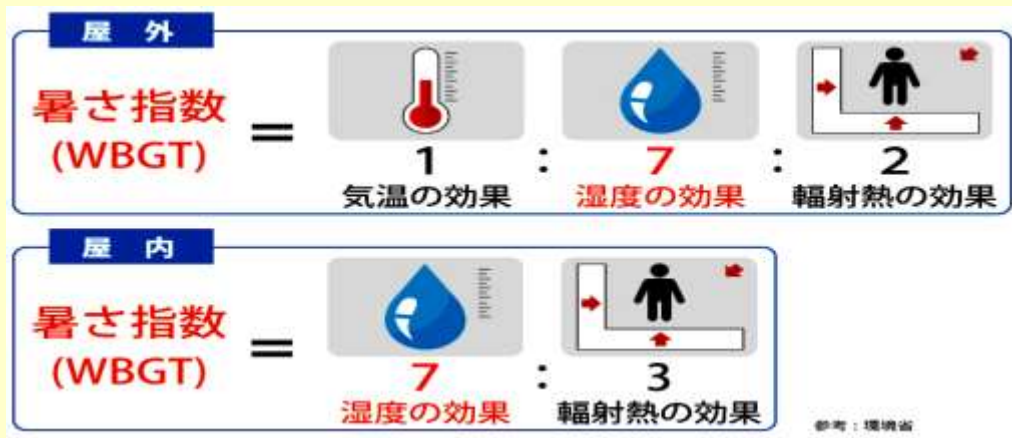 屋 外
暑さ指数
(WBGT)
=
1 : 7 : 2
気温の効果 湿度の効果 輻射熱の効果
屋 内
暑さ指数
(WBGT)
=
7 : 3
湿度の効果 輻射熱の効果
参考：環境省